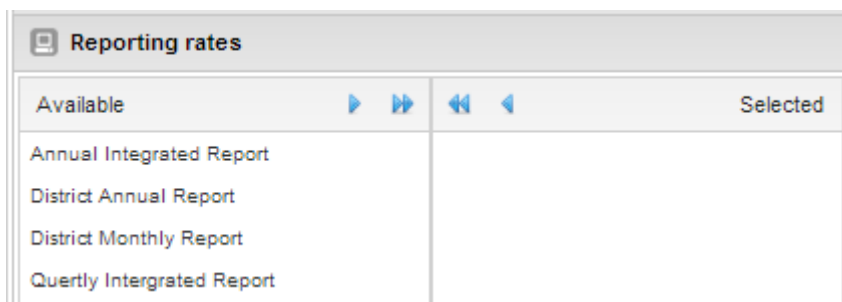 Reporting rates
Available Selected
Annual Integrated Report
District Annual Report
District Monthly Report
Quertly Intergrated Report